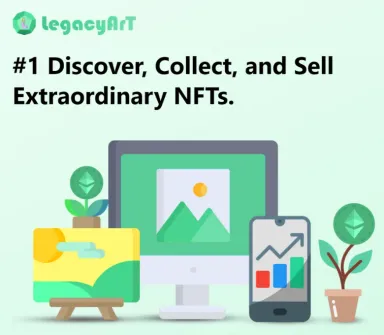 LegacyArT
#1 Discover, Collect, and Sell
Extraordinary NFTs.